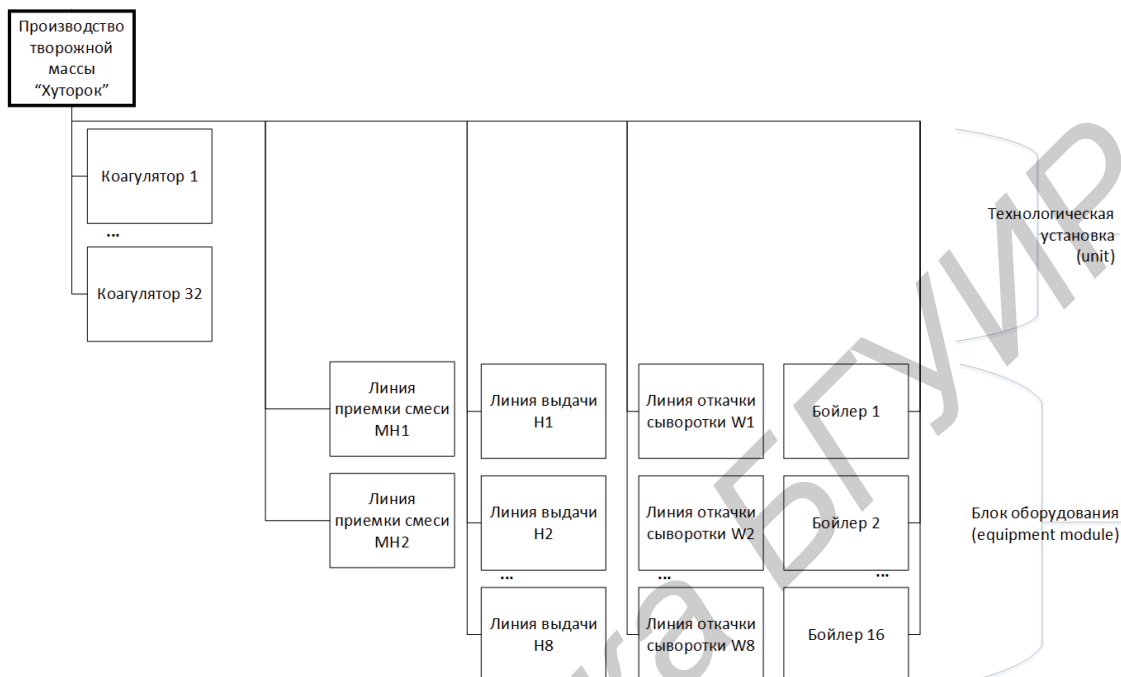 Производство
творожной
массы
“Хуторок”
Коагулятор 1
...
Коагулятор 32
Технологическая
установка
(unit)
Линия
приемки смеси
МН1
Линия выдачи
Н1
Линия откачки
сыворотки W1
Бойлер 1
Линия
приемки смеси
МН2
Линия выдачи
Н2
Линия откачки
сыворотки W2
Бойлер 2
Блок оборудования
(equipment module)
...
...
...
Линия выдачи
Н8
Линия откачки
сыворотки W8
Бойлер 16
ка БГУИР